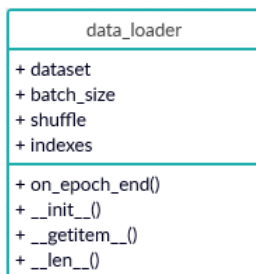 data_loader
+ dataset
+ batch_size
+ shuffle
+ indexes
+ on_epoch_end()
+ __init__()
+ __getitem__()
+ __len__()